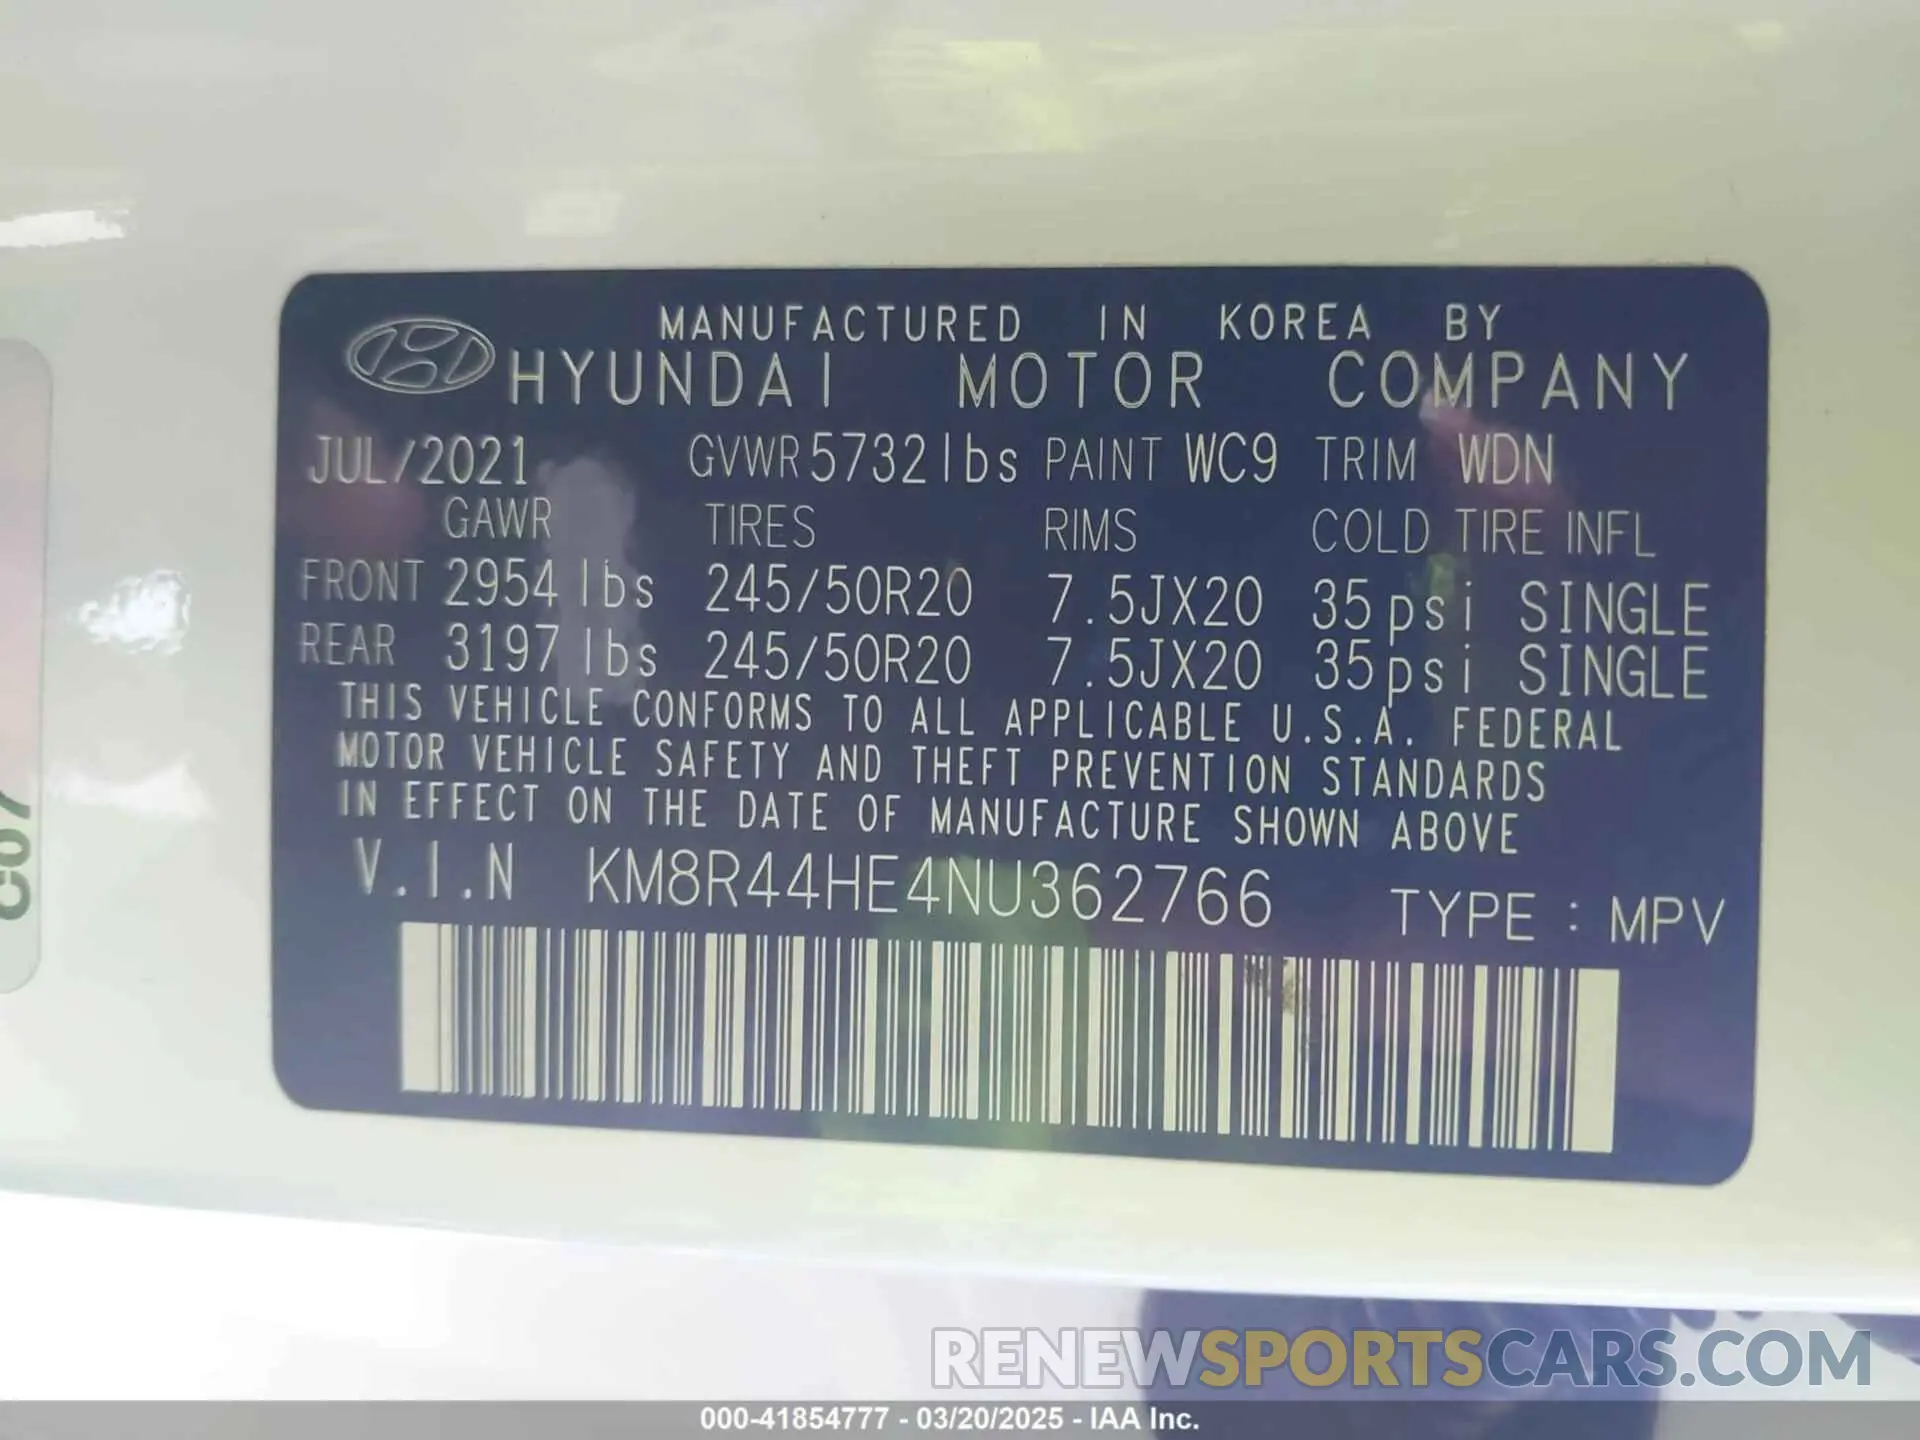 MANUFACTURED IN KOREA BY
HYUNDAI MOTOR COMPANY
JUL/2021 GVWR 5732lbs PAINT WC9 TRIM WDN
GAWR TIRES RIMS COLD TIRE INFL
FRONT 2954 lbs 245/50R20 7.5JX20 35psi SINGLE
REAR 3197 lbs 245/50R20 7.5JX20 35psi SINGLE
THIS VEHICLE CONFORMS TO ALL APPLICABLE U.S.A. FEDERAL
MOTOR VEHICLE SAFETY AND THEFT PREVENTION STANDARDS
IN EFFECT ON THE DATE OF MANUFACTURE SHOWN ABOVE
V.I.N KM8R44HE4NU362766 TYPE : MPV
RENEWSPORTSCARS.COM
000-41854777 - 03/20/2025 - IAA Inc.